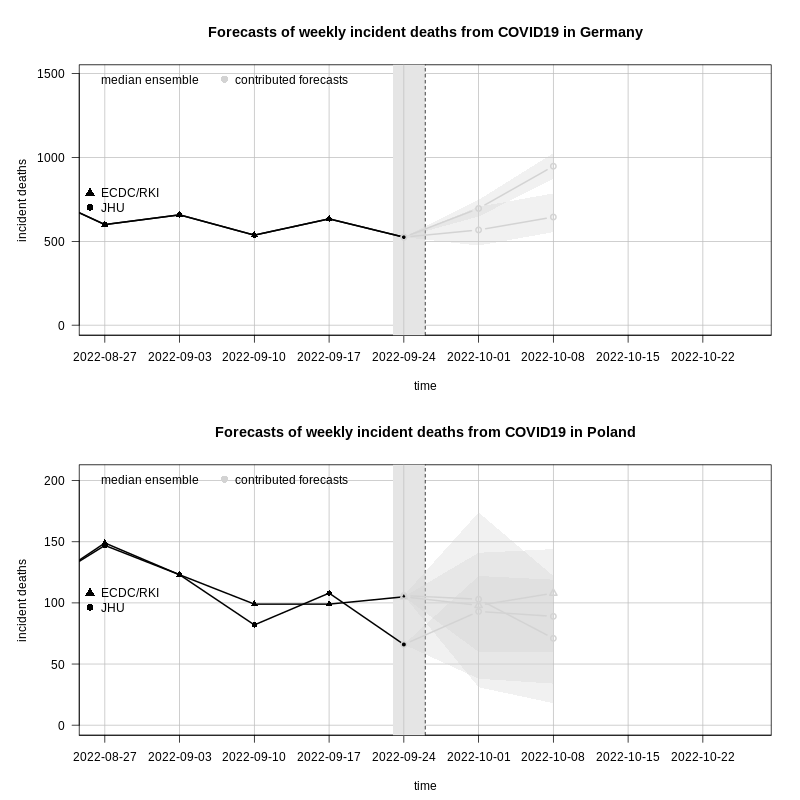 Forecasts of weekly incident deaths from COVID19 in Germany
median ensemble contributed forecasts
1500
1000
500
0
incident deaths
ECDC/RKI
JHU
2022-08-27 2022-09-03 2022-09-10 2022-09-17 2022-09-24 2022-10-01 2022-10-08 2022-10-15 2022-10-22
time
Forecasts of weekly incident deaths from COVID19 in Poland
median ensemble contributed forecasts
200
150
100
50
0
incident deaths
ECDC/RKI
JHU
2022-08-27 2022-09-03 2022-09-10 2022-09-17 2022-09-24 2022-10-01 2022-10-08 2022-10-15 2022-10-22
time